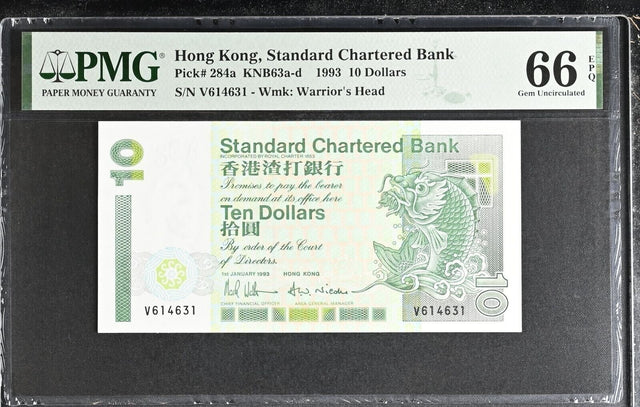 PMG
PAPER MONEY GUARANTY
Hong Kong, Standard Chartered Bank
Pick# 284a KNB63a-d 1993 10 Dollars
S/N V614631 - Wmk: Warrior's Head
66 EPQ
Gem Uncirculated
10
Standard Chartered Bank
INCORPORATED BY ROYAL CHARTER 1853
香港渣打銀行
Promises to pay the bearer
on demand at its office here
Ten Dollars
拾圓
By order of the Court
of Directors.
1ST JANUARY 1993 HONG KONG
CHIEF FINANCIAL OFFICER AREA GENERAL MANAGER
V614631
V614631
10